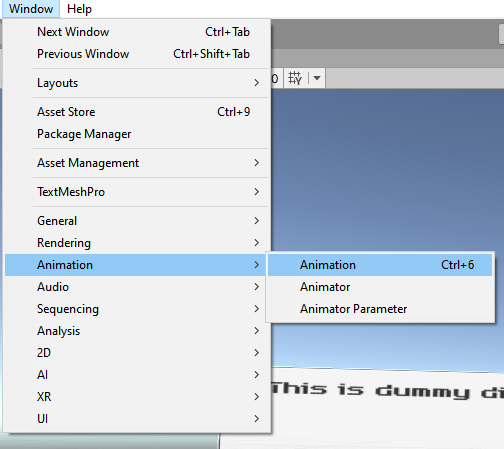 Window Help
Next Window Ctrl+Tab
Previous Window Ctrl+Shift+Tab
Layouts
0
Asset Store Ctrl+9
Package Manager
Asset Management
TextMeshPro
General
Rendering
Animation
Animation Ctrl+6
Audio
Animator
Sequencing
Animator Parameter
Analysis
2D
AI
This is dummy di
XR
UI